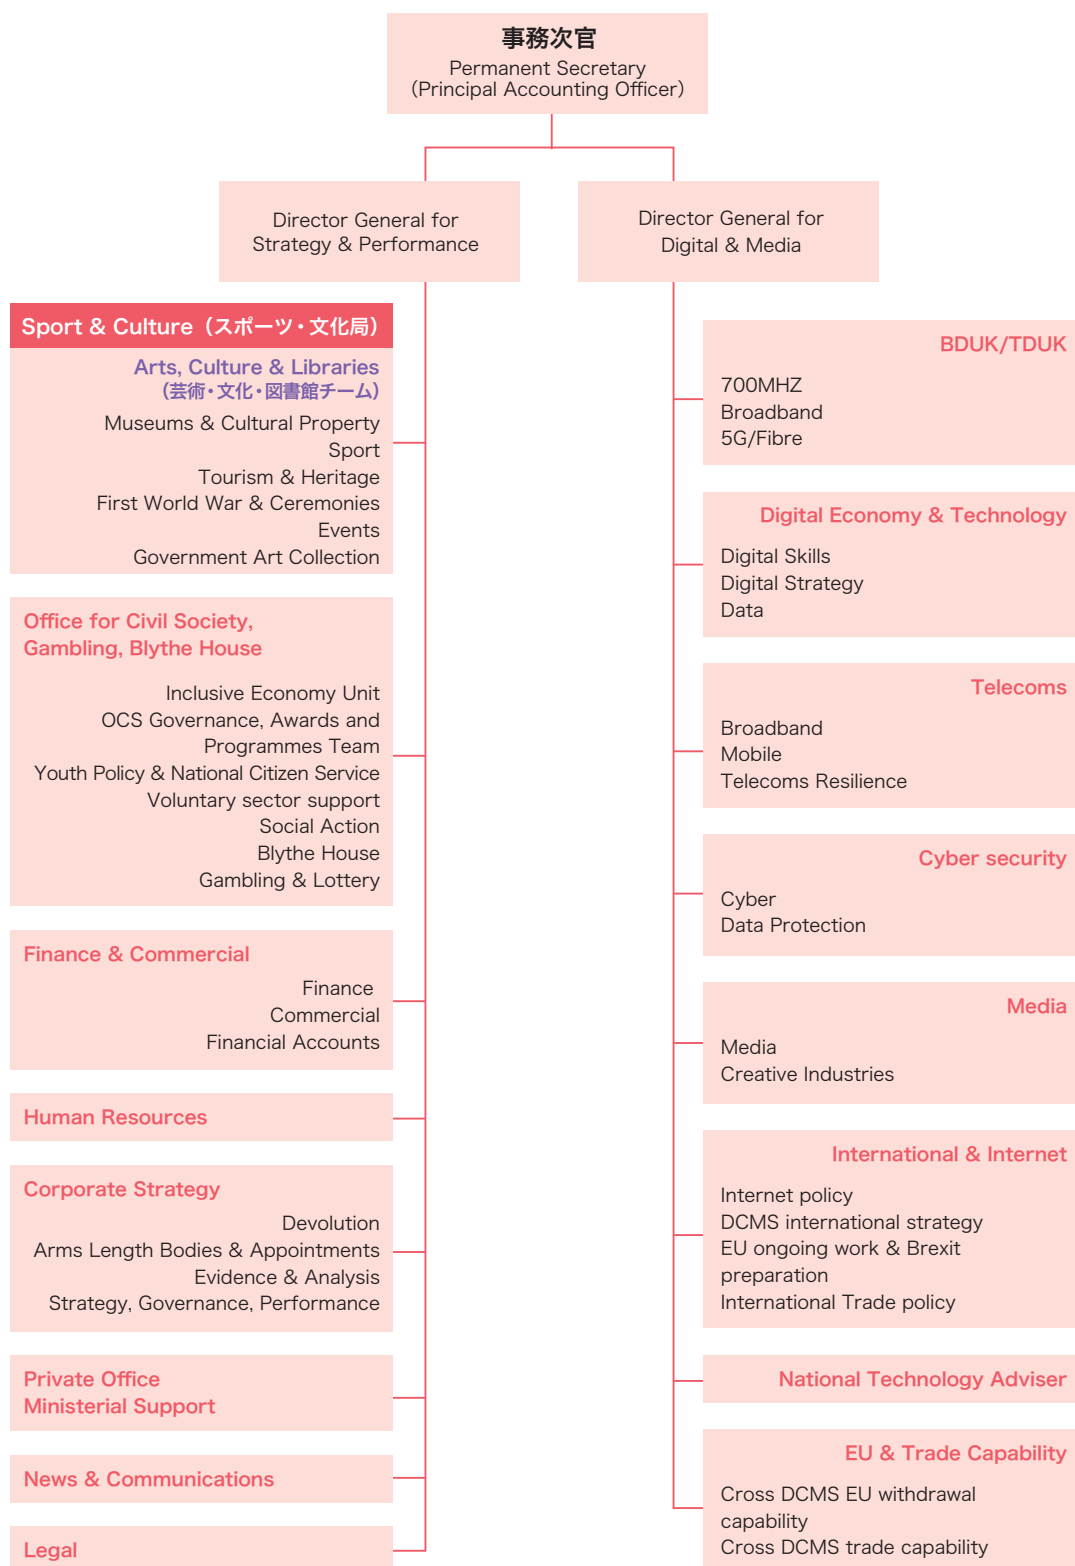 事務次官
Permanent Secretary
（Principal Accounting Officer）
Director General for
Strategy & Performance
Director General for
Digital & Media
Sport & Culture（スポーツ・文化局）
Arts, Culture & Libraries
（芸術・文化・図書館チーム）
Museums & Cultural Property
Sport
Tourism & Heritage
First World War & Ceremonies
Events
Government Art Collection
Office for Civil Society,
Gambling, Blythe House
Inclusive Economy Unit
OCS Governance, Awards and
Programmes Team
Youth Policy & National Citizen Service
Voluntary sector support
Social Action
Blythe House
Gambling & Lottery
Finance & Commercial
Finance
Commercial
Financial Accounts
Human Resources
Corporate Strategy
Devolution
Arms Length Bodies & Appointments
Evidence & Analysis
Strategy, Governance, Performance
Private Office
Ministerial Support
News & Communications
Legal
BDUK/TDUK
700MHZ
Broadband
5G/Fibre
Digital Economy & Technology
Digital Skills
Digital Strategy
Data
Telecoms
Broadband
Mobile
Telecoms Resilience
Cyber security
Cyber
Data Protection
Media
Media
Creative Industries
International & Internet
Internet policy
DCMS international strategy
EU ongoing work & Brexit
preparation
International Trade policy
National Technology Adviser
EU & Trade Capability
Cross DCMS EU withdrawal
capability
Cross DCMS trade capability